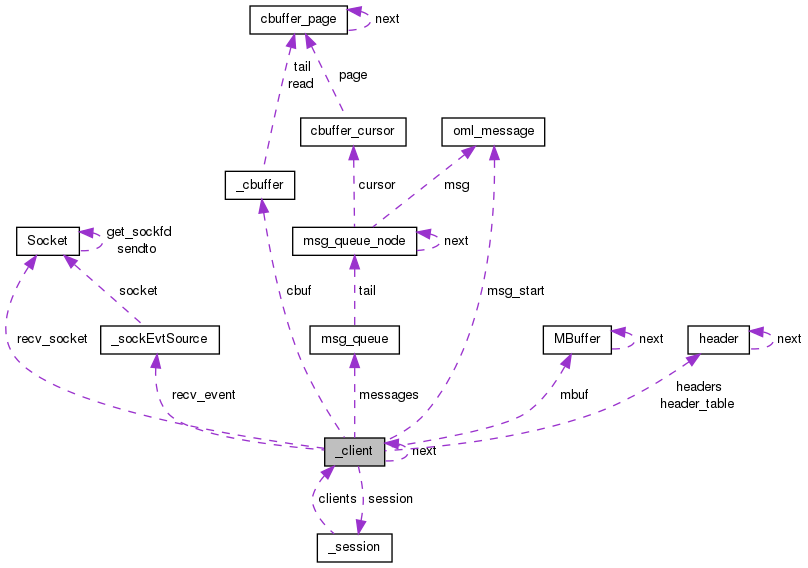 cbuffer_page
next
tail
read
page
cbuffer_cursor
oml_message
_cbuffer
cursor
msg
Socket
get_sockfd
sendto
msg_queue_node
next
socket
cbuf
tail
msg_start
recv_socket
_sockEvtSource
msg_queue
MBuffer
next
header
next
recv_event
messages
mbuf
headers
header_table
_client
next
clients
session
_session